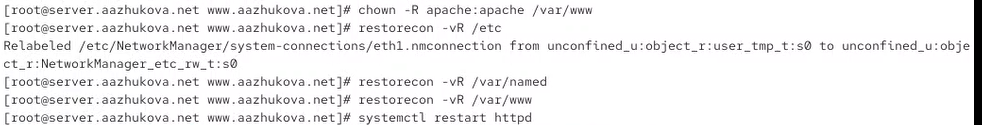 [root@server.aazhukova.net www.aazhukova.net]# chown -R apache:apache /var/www
[root@server.aazhukova.net www.aazhukova.net]# restorecon -vR /etc
Relabeled /etc/NetworkManager/system-connections/eth1.nmconnection from unconfined_u:object_r:user_tmp_t:s0 to unconfined_u:obje
ct_r:NetworkManager_etc_rw_t:s0
[root@server.aazhukova.net www.aazhukova.net]# restorecon -vR /var/named
[root@server.aazhukova.net www.aazhukova.net]# restorecon -vR /var/www
[root@server.aazhukova.net www.aazhukova.net]# systemctl restart httpd